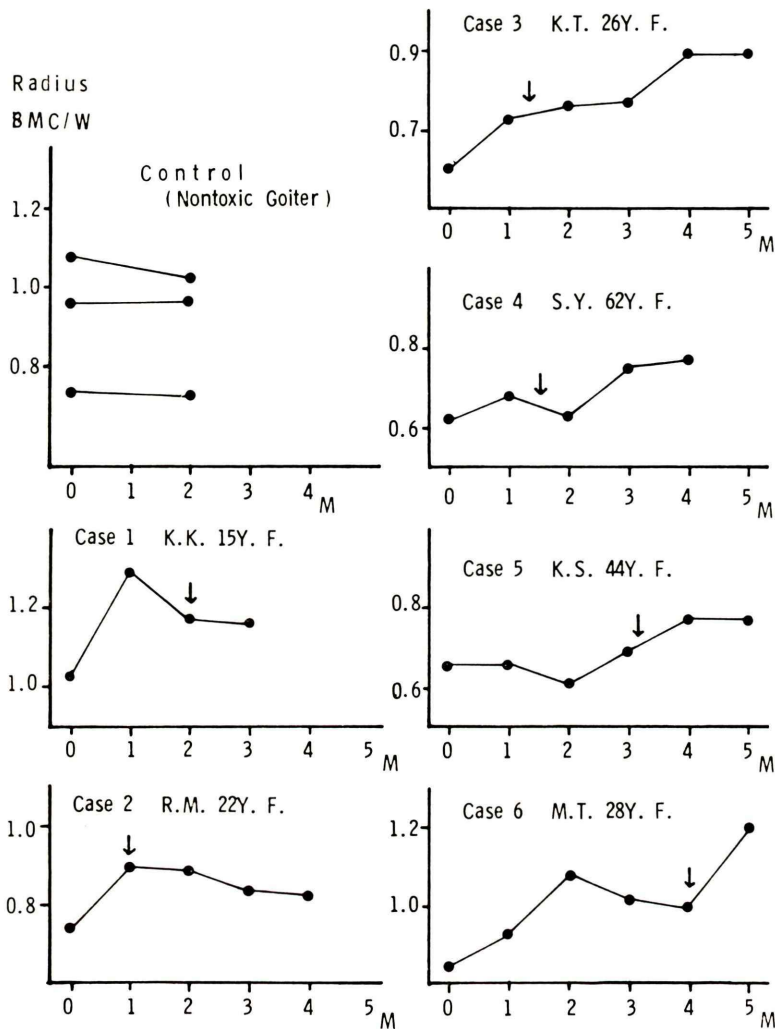 Radius
BMC/W
Control
(Nontoxic Goiter)
1.2
1.0
0.8
0 1 2 3 4 M
Case 1 K.K. 15Y. F.
1.2
1.0
0 1 2 3 4 5 M
Case 2 R.M. 22Y. F.
1.0
0.8
0 1 2 3 4 5 M
Case 3 K.T. 26Y. F.
0.9
0.7
0 1 2 3 4 5 M
Case 4 S.Y. 62Y. F.
0.8
0.6
0 1 2 3 4 5 M
Case 5 K.S. 44Y. F.
0.8
0.6
0 1 2 3 4 5 M
Case 6 M.T. 28Y. F.
1.2
1.0
0 1 2 3 4 5 M